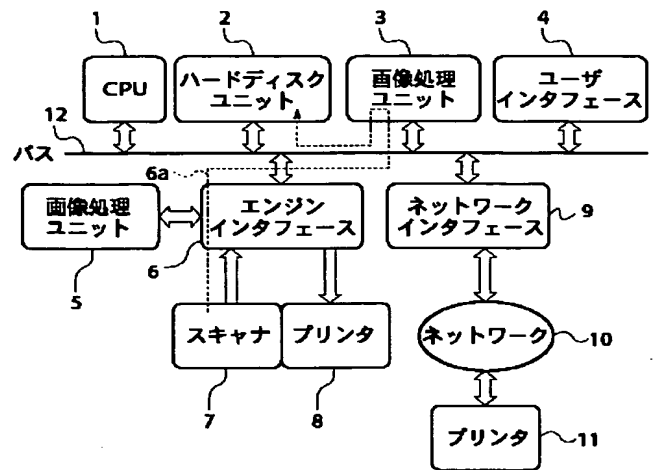 1
2
3
4
CPU
ハードディスク
ユニット
画像処理
ユニット
ユーザ
インタフェース
12
バス
6a
画像処理
ユニット
エンジン
インタフェース
ネットワーク
インタフェース
9
5
6
スキャナ
プリンタ
ネットワーク
10
7
8
プリンタ
11